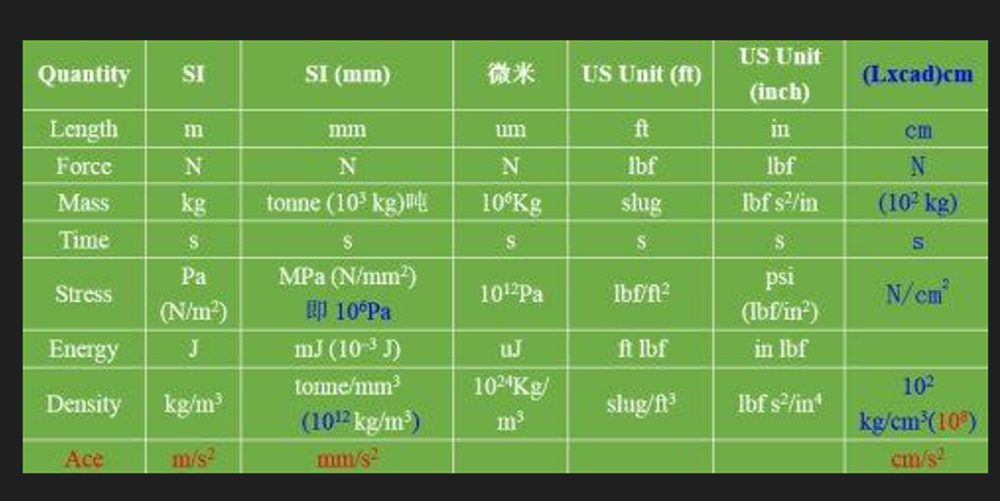 Quantity SI SI (mm) 微米 US Unit (ft) US Unit (inch) (Lxcad)cm
Length m mm um ft in cm
Force N N N lbf lbf N
Mass kg tonne (10³ kg)吨 10⁶Kg slug lbf s²/in (10² kg)
Time s s s s s s
Stress Pa (N/m²) MPa (N/mm²) 即 10⁶Pa 10¹²Pa lbf/ft² psi (lbf/in²) N/cm²
Energy J mJ (10⁻³ J) uJ ft lbf in lbf
Density kg/m³ tonne/mm³ (10¹² kg/m³) 10²⁴Kg/m³ slug/ft³ lbf s²/in⁴ 10² kg/cm³(10⁸)
Ace m/s² mm/s² cm/s²